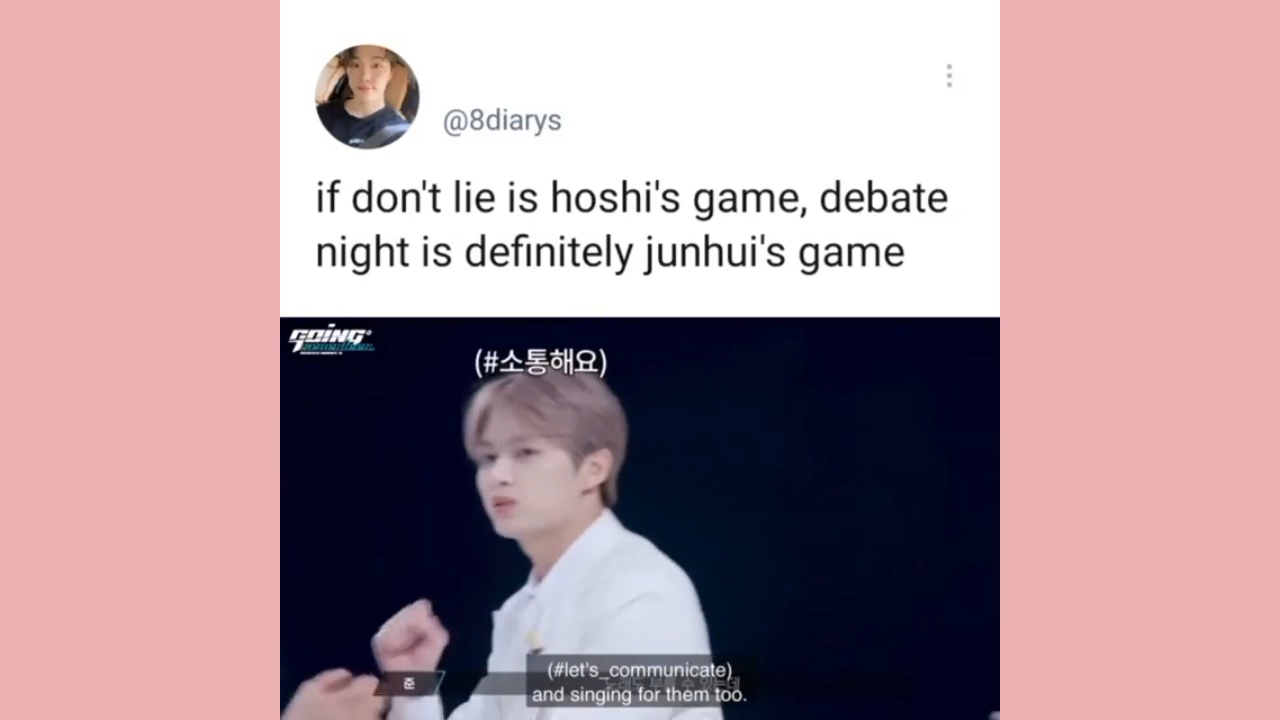 @8diarys
if don't lie is hoshi's game, debate
night is definitely junhui's game
GOING
seventeen.
(#소통해요)
(#let's_communicate)
준
and singing for them too.